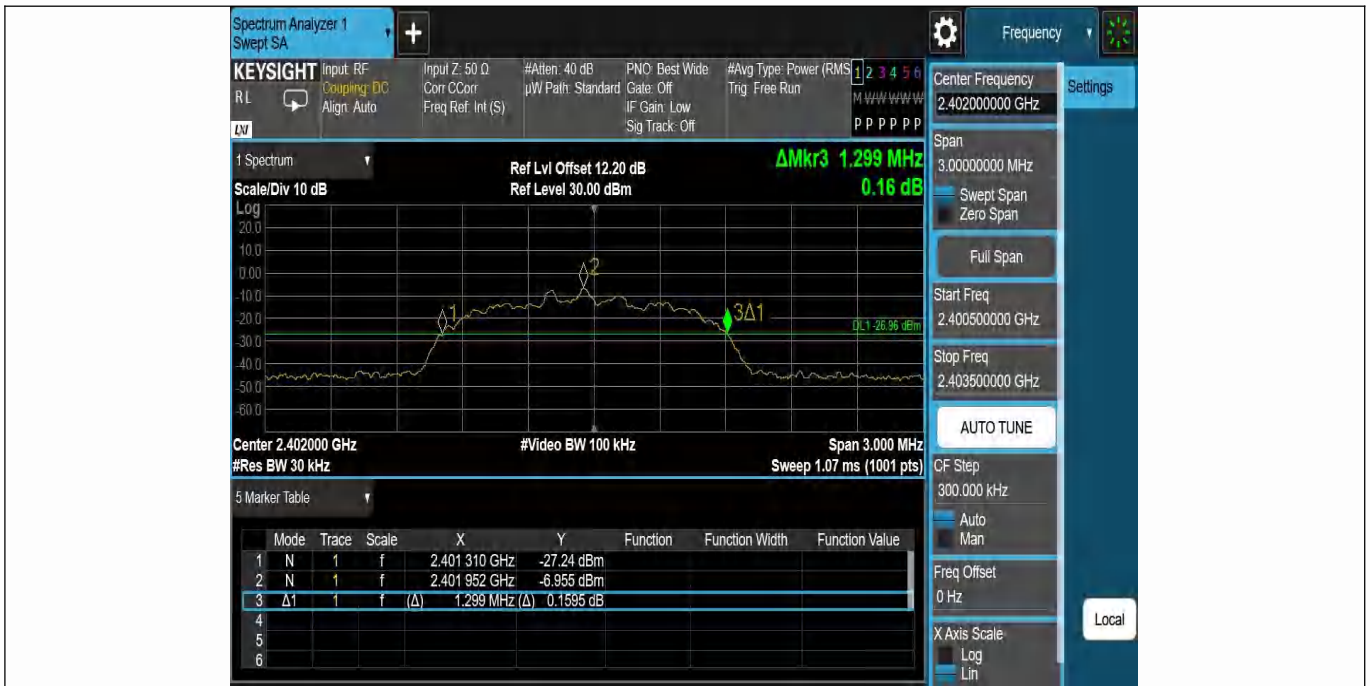 Spectrum Analyzer 1
Swept SA
+
Frequency
KEYSIGHT Input: RF Input Z: 50 Ω #Atten: 40 dB PNO: Best Wide #Avg Type: Power (RMS 1 2 3 4 5 6
RL Coupling: DC Corr CCorr µW Path: Standard Gate: Off Trig: Free Run M W W W W W
Align: Auto Freq Ref: Int (S) IF Gain: Low
LXI Sig Track: Off P P P P P P
1 Spectrum
Ref Lvl Offset 12.20 dB ΔMkr3 1.299 MHz
Scale/Div 10 dB Ref Level 30.00 dBm 0.16 dB
Log
20.0
10.0
0.00
-10.0
-20.0
-30.0
-40.0
-50.0
-60.0
1
2
3Δ1
DL1 -26.96 dBm
Center 2.402000 GHz #Video BW 100 kHz Span 3.000 MHz
#Res BW 30 kHz Sweep 1.07 ms (1001 pts)
5 Marker Table
Mode Trace Scale X Y Function Function Width Function Value
1 N 1 f 2.401 310 GHz -27.24 dBm
2 N 1 f 2.401 952 GHz -6.955 dBm
3 Δ1 1 f (Δ) 1.299 MHz (Δ) 0.1595 dB
4
5
6
Center Frequency
2.402000000 GHz
Settings
Span
3.00000000 MHz
Swept Span
Zero Span
Full Span
Start Freq
2.400500000 GHz
Stop Freq
2.403500000 GHz
AUTO TUNE
CF Step
300.000 kHz
Auto
Man
Freq Offset
0 Hz
X Axis Scale
Log
Lin
Local